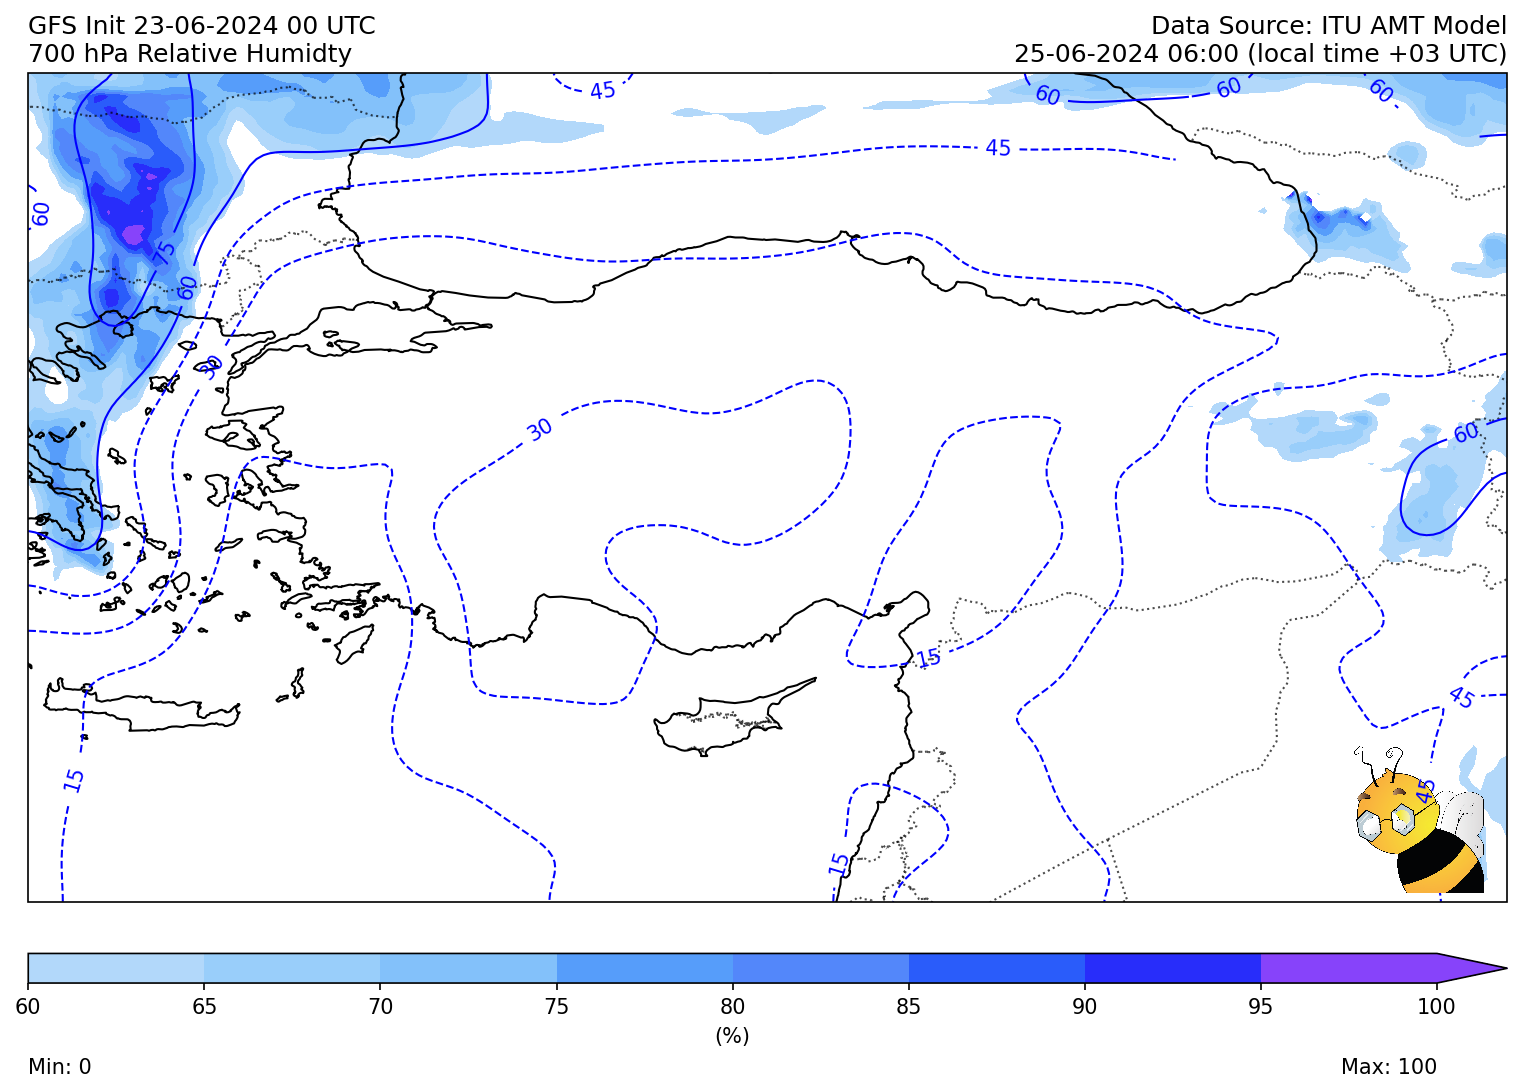 GFS Init 23-06-2024 00 UTC
Data Source: ITU AMT Model
700 hPa Relative Humidty
25-06-2024 06:00 (local time +03 UTC)
45
60
60
60
45
60
75
60
30
30
60
15
45
15
45
15
60 65 70 75 80 85 90 95 100
(%)
Min: 0
Max: 100